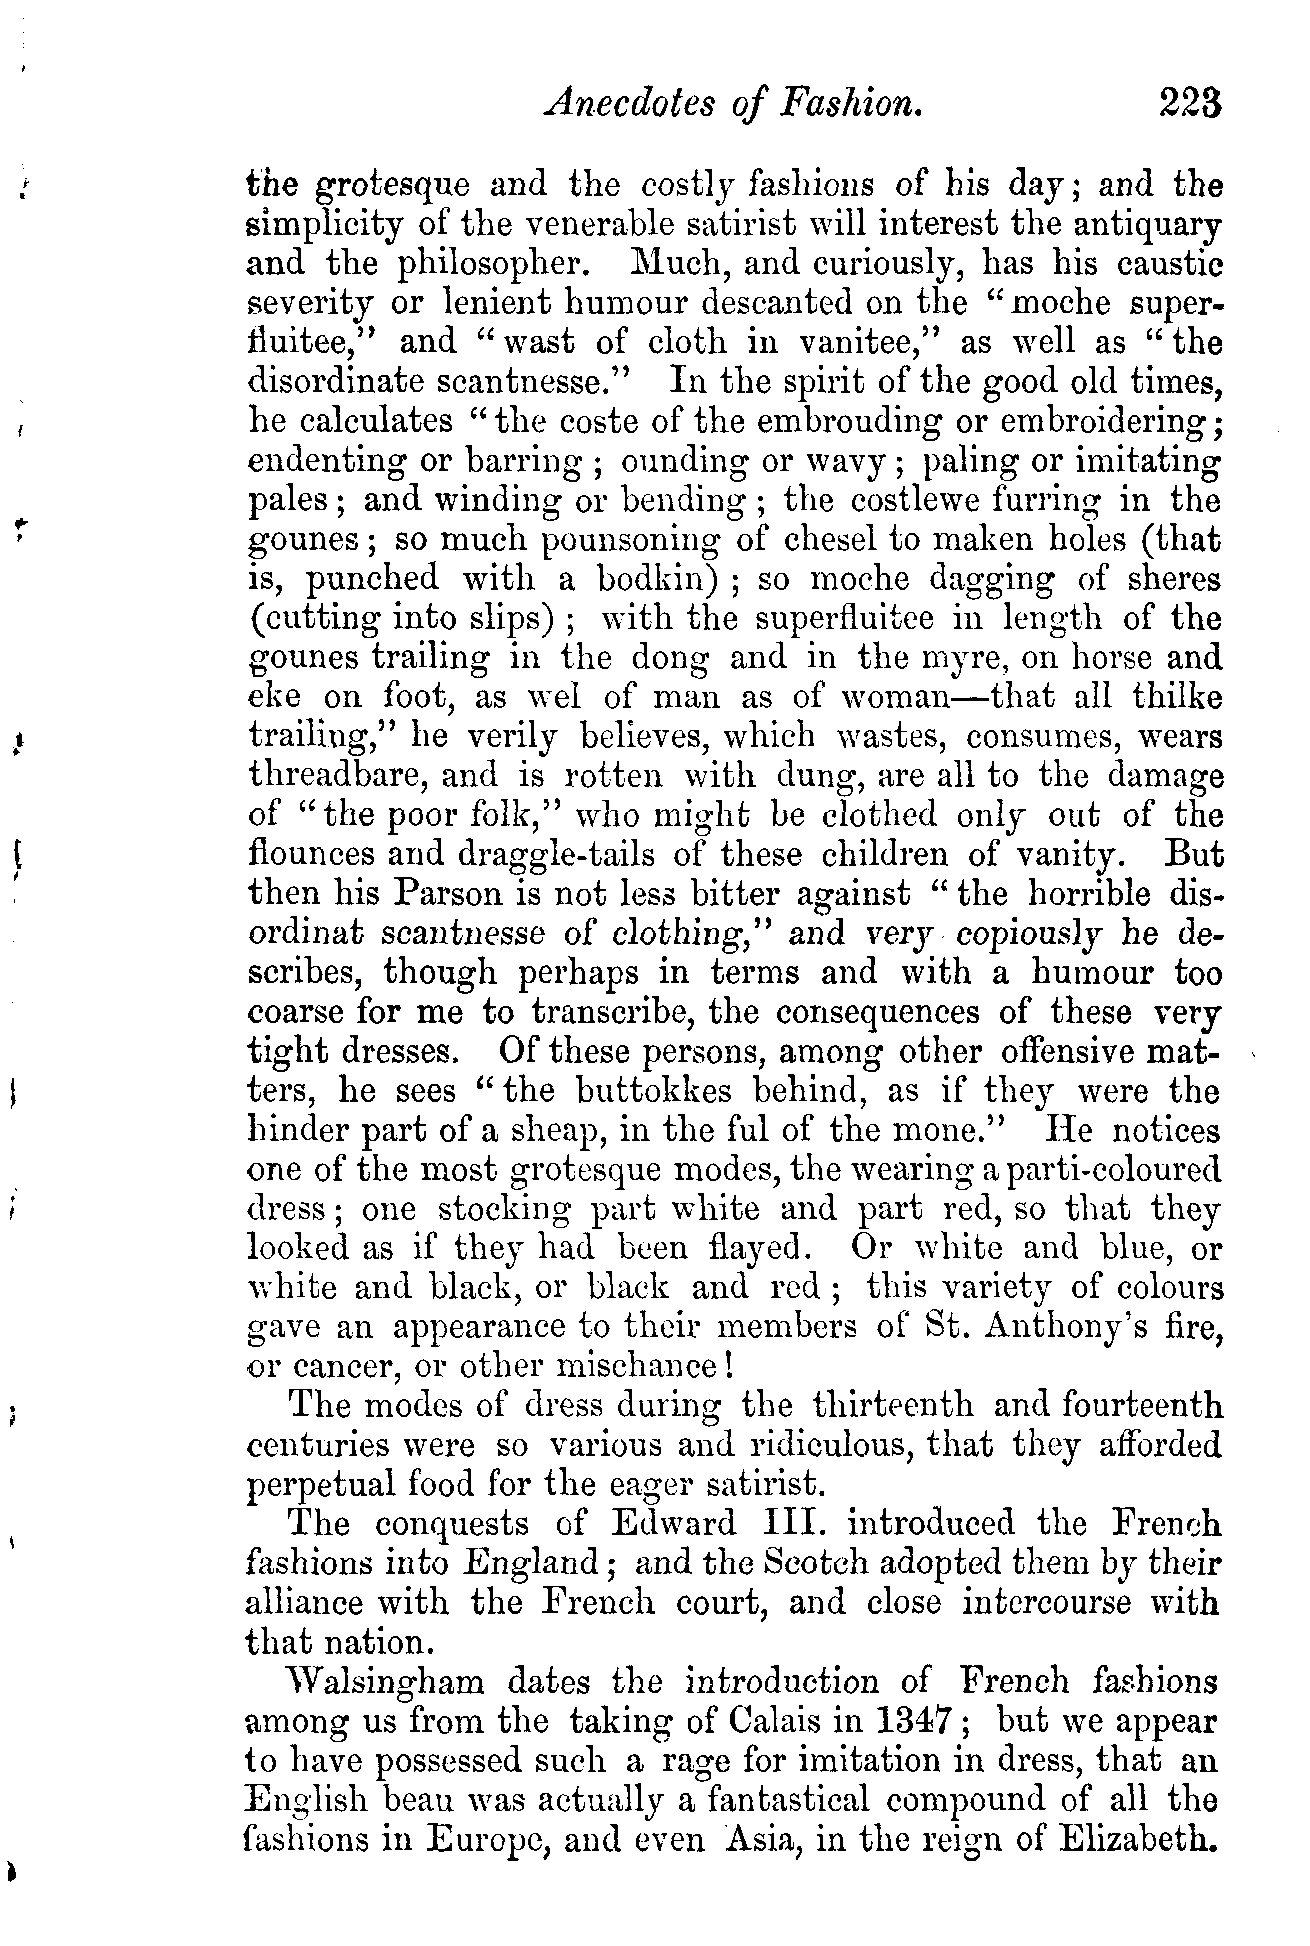 Anecdotes of Fashion. 223
the grotesque and the costly fashions of his day; and the
simplicity of the venerable satirist will interest the antiquary
and the philosopher. Much, and curiously, has his caustic
severity or lenient humour descanted on the "moche super-
fluitee," and "wast of cloth in vanitee," as well as "the
disordinate scantnesse." In the spirit of the good old times,
he calculates "the coste of the embrouding or embroidering;
endenting or barring; ounding or wavy; paling or imitating
pales; and winding or bending; the costlewe furring in the
gounes; so much pounsoning of chesel to maken holes (that
is, punched with a bodkin); so moche dagging of sheres
(cutting into slips); with the superfluitee in length of the
gounes trailing in the dong and in the myre, on horse and
eke on foot, as wel of man as of woman—that all thilke
trailing," he verily believes, which wastes, consumes, wears
threadbare, and is rotten with dung, are all to the damage
of "the poor folk," who might be clothed only out of the
flounces and draggle-tails of these children of vanity. But
then his Parson is not less bitter against "the horrible dis-
ordinat scantnesse of clothing," and very copiously he de-
scribes, though perhaps in terms and with a humour too
coarse for me to transcribe, the consequences of these very
tight dresses. Of these persons, among other offensive mat-
ters, he sees "the buttokkes behind, as if they were the
hinder part of a sheap, in the ful of the mone." He notices
one of the most grotesque modes, the wearing a parti-coloured
dress; one stocking part white and part red, so that they
looked as if they had been flayed. Or white and blue, or
white and black, or black and red; this variety of colours
gave an appearance to their members of St. Anthony's fire,
or cancer, or other mischance!
The modes of dress during the thirteenth and fourteenth
centuries were so various and ridiculous, that they afforded
perpetual food for the eager satirist.
The conquests of Edward III. introduced the French
fashions into England; and the Scotch adopted them by their
alliance with the French court, and close intercourse with
that nation.
Walsingham dates the introduction of French fashions
among us from the taking of Calais in 1347; but we appear
to have possessed such a rage for imitation in dress, that an
English beau was actually a fantastical compound of all the
fashions in Europe, and even Asia, in the reign of Elizabeth.